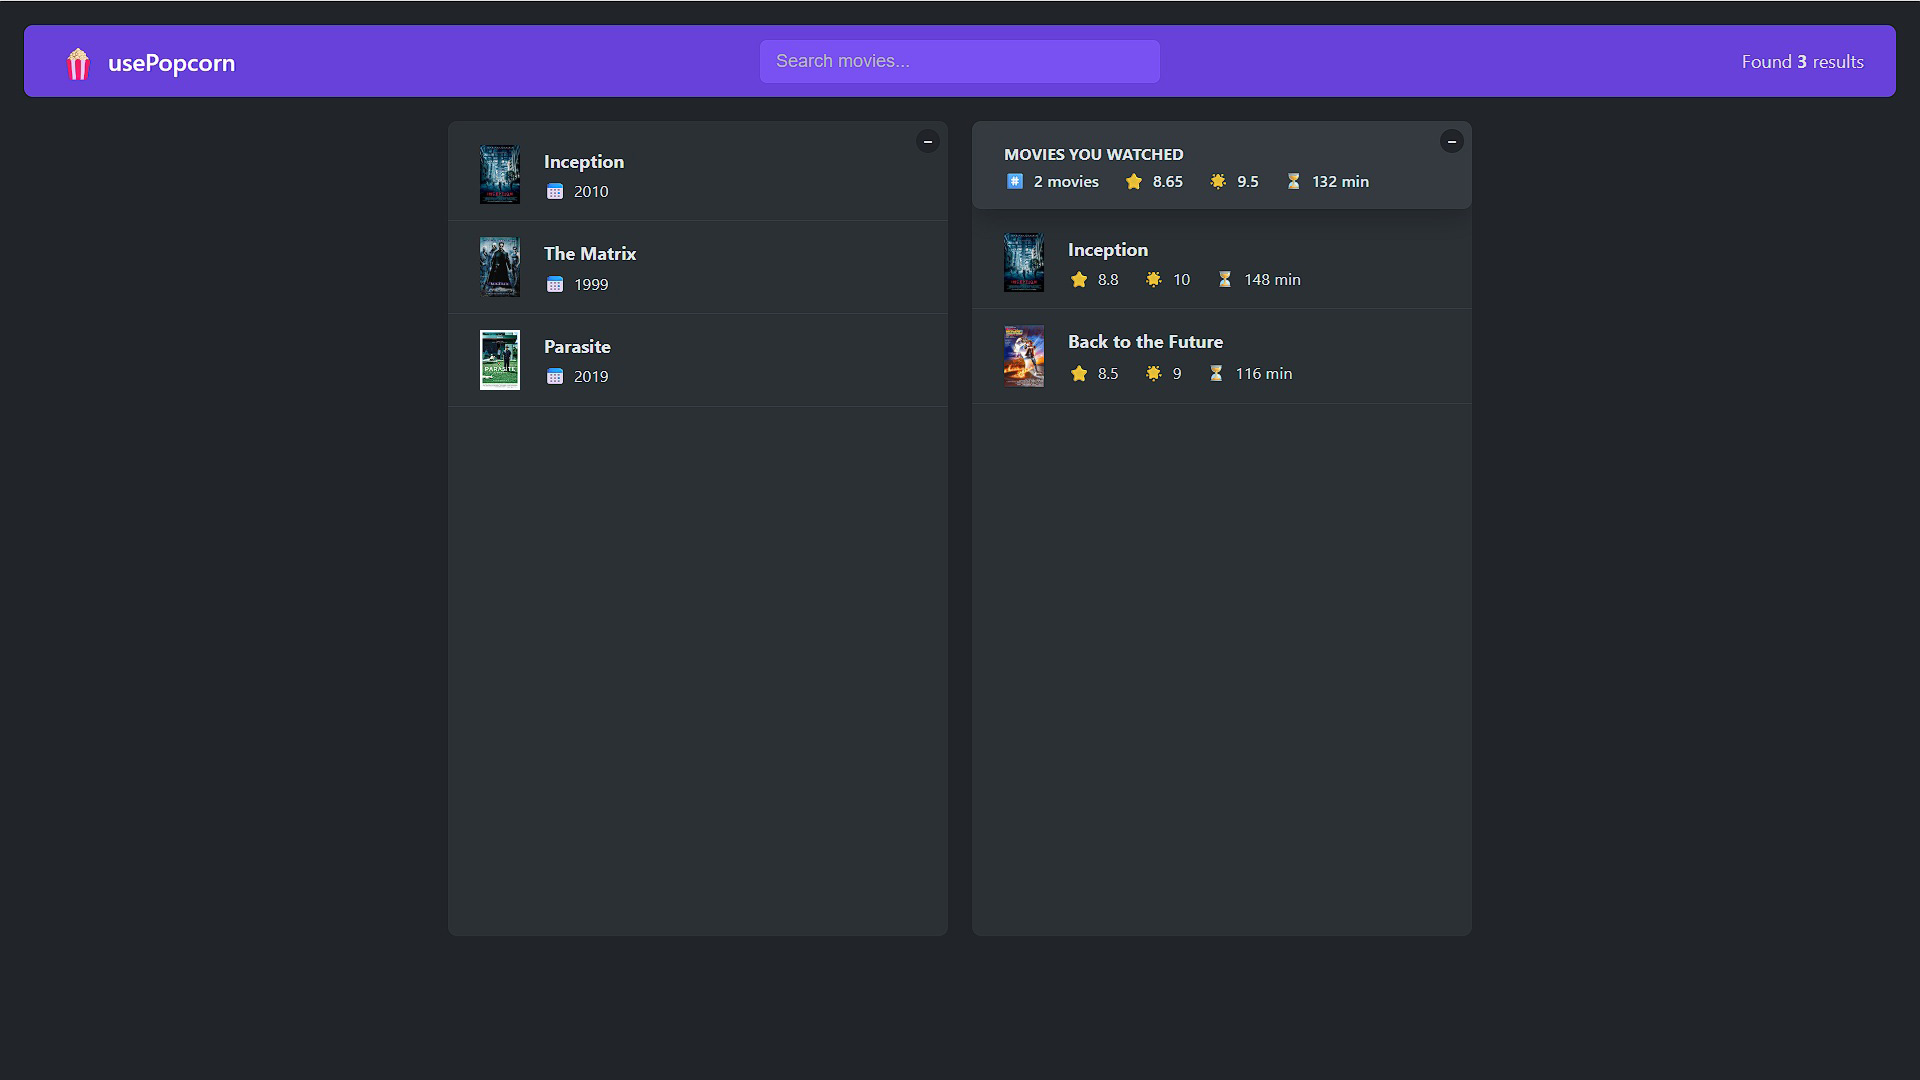 usePopcorn
Search movies...
Found 3 results
–
Inception
2010
The Matrix
1999
PARASITE
Parasite
2019
–
MOVIES YOU WATCHED
# 2 movies 8.65 9.5 132 min
INCEPTION
Inception
8.8 10 148 min
Back to the Future
8.5 9 116 min